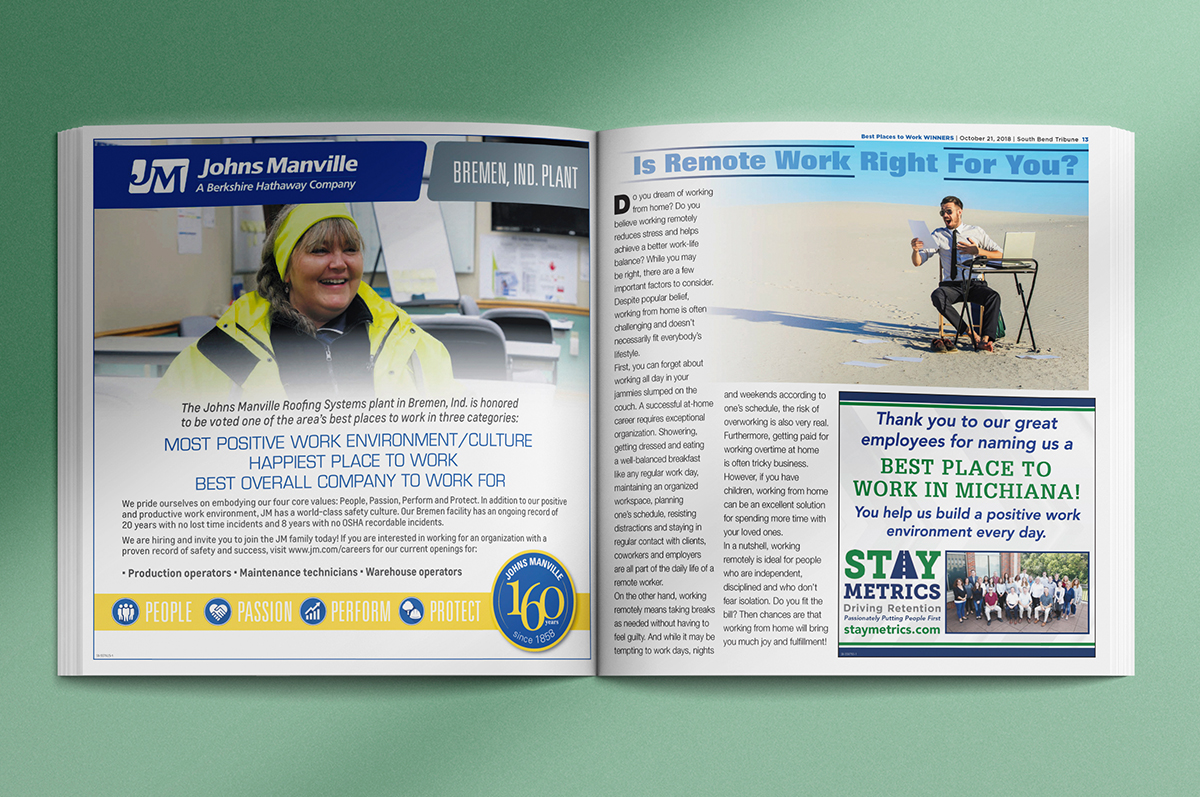 JM Johns Manville
A Berkshire Hathaway Company
BREMEN, IND. PLANT
The Johns Manville Roofing Systems plant in Bremen, Ind. is honored
to be voted one of the area's best places to work in three categories:
MOST POSITIVE WORK ENVIRONMENT/CULTURE
HAPPIEST PLACE TO WORK
BEST OVERALL COMPANY TO WORK FOR
We pride ourselves on embodying our four core values: People, Passion, Perform and Protect. In addition to our positive
and productive work environment, JM has a world-class safety culture. Our Bremen facility has an ongoing record of
20 years with no lost time incidents and 8 years with no OSHA recordable incidents.
We are hiring and invite you to join the JM family today! If you are interested in working for an organization with a
proven record of safety and success, visit www.jm.com/careers for our current openings for:
• Production operators • Maintenance technicians • Warehouse operators
PEOPLE PASSION PERFORM PROTECT
JOHNS MANVILLE
160
years
since 1858
Best Places to Work WINNERS | October 21, 2018 | South Bend Tribune 13
Is Remote Work Right For You?
Do you dream of working
from home? Do you
believe working remotely
reduces stress and helps
achieve a better work-life
balance? While you may
be right, there are a few
important factors to consider.
Despite popular belief,
working from home is often
challenging and doesn't
necessarily fit everybody's
lifestyle.
First, you can forget about
working all day in your
jammies slumped on the
couch. A successful at-home
career requires exceptional
organization. Showering,
getting dressed and eating
a well-balanced breakfast
like any regular work day,
maintaining an organized
workspace, planning
one's schedule, resisting
distractions and staying in
regular contact with clients,
coworkers and employers
are all part of the daily life of a
remote worker.
On the other hand, working
remotely means taking breaks
as needed without having to
feel guilty. And while it may be
tempting to work days, nights
and weekends according to
one's schedule, the risk of
overworking is also very real.
Furthermore, getting paid for
working overtime at home
is often tricky business.
However, if you have
children, working from home
can be an excellent solution
for spending more time with
your loved ones.
In a nutshell, working
remotely is ideal for people
who are independent,
disciplined and who don't
fear isolation. Do you fit the
bill? Then chances are that
working from home will bring
you much joy and fulfillment!
Thank you to our great
employees for naming us a
BEST PLACE TO
WORK IN MICHIANA!
You help us build a positive work
environment every day.
STAY
METRICS
Driving Retention
Passionately Putting People First
staymetrics.com